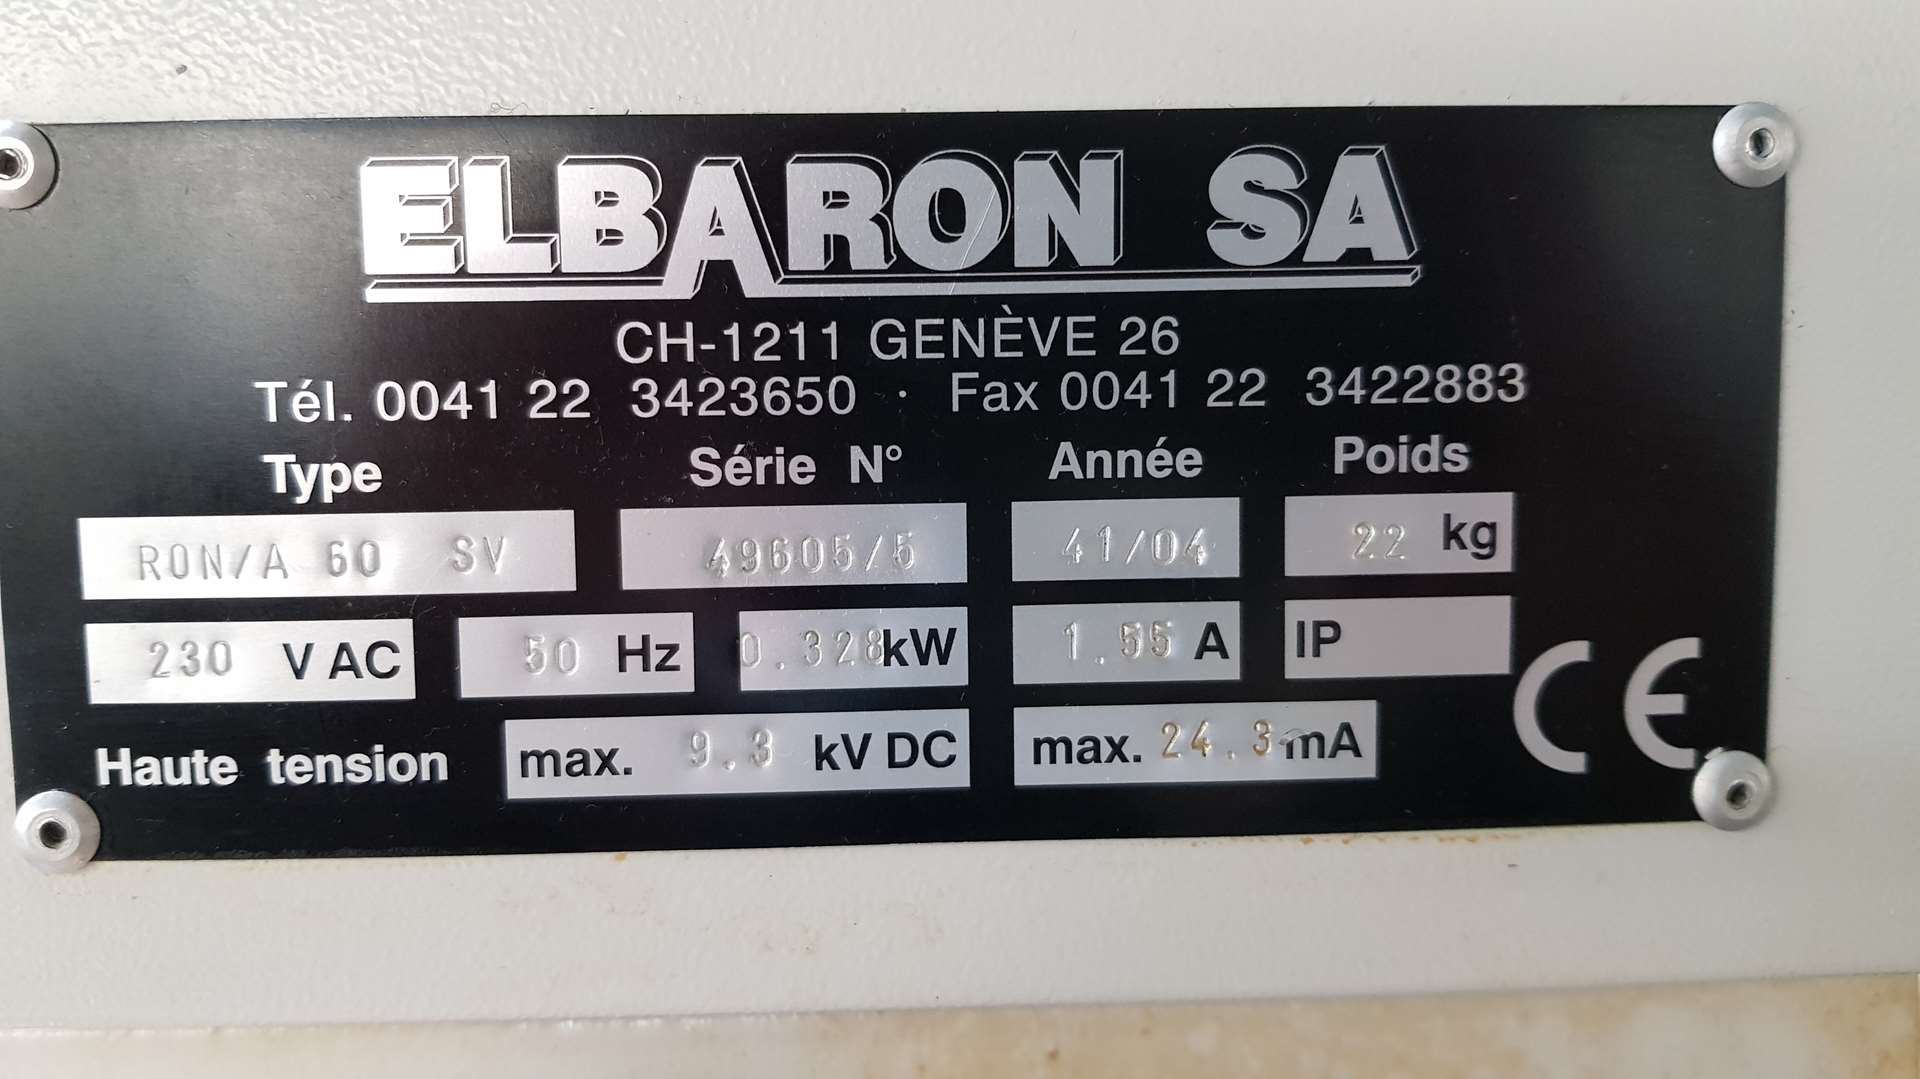 ELBARON SA
CH-1211 GENÈVE 26
Tél. 0041 22 3423650 · Fax 0041 22 3422883
Type Série N° Année Poids
RON/A 60 SV 49605/5 41/04 22 kg
230 V AC 50 Hz 0.328 kW 1.55 A IP
Haute tension max. 9.3 kV DC max. 24.3 mA CE